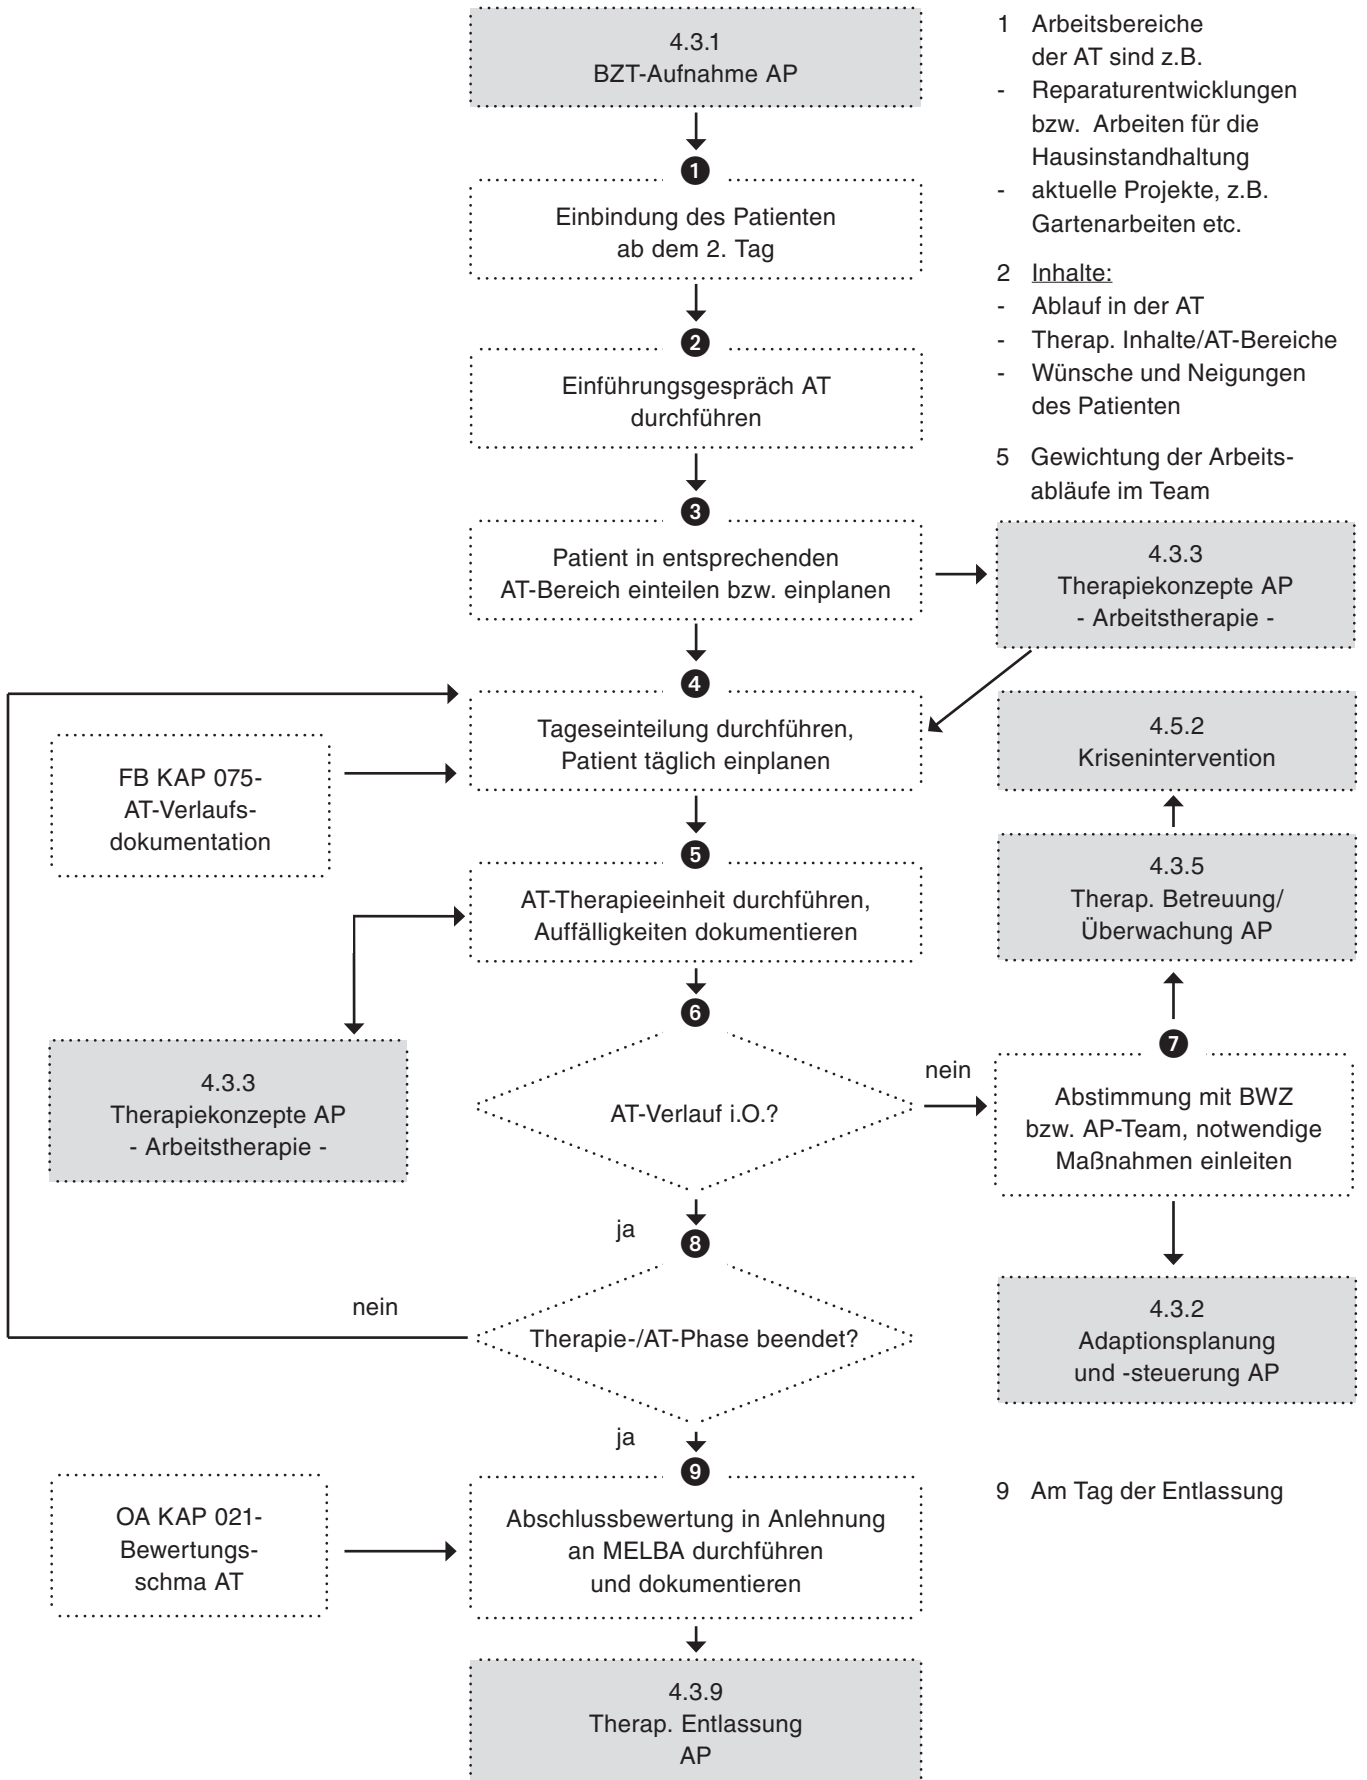 4.3.1
BZT-Aufnahme AP
1
Einbindung des Patienten
ab dem 2. Tag
2
Einführungsgespräch AT
durchführen
3
Patient in entsprechenden
AT-Bereich einteilen bzw. einplanen
4.3.3
Therapiekonzepte AP
- Arbeitstherapie -
4
Tageseinteilung durchführen,
Patient täglich einplanen
FB KAP 075-
AT-Verlaufs-
dokumentation
5
AT-Therapieeinheit durchführen,
Auffälligkeiten dokumentieren
4.3.3
Therapiekonzepte AP
- Arbeitstherapie -
6
AT-Verlauf i.O.?
nein
7
Abstimmung mit BWZ
bzw. AP-Team, notwendige
Maßnahmen einleiten
4.3.5
Therap. Betreuung/
Überwachung AP
4.5.2
Krisenintervention
4.3.2
Adaptionsplanung
und -steuerung AP
ja
8
Therapie-/AT-Phase beendet?
nein
ja
9
Abschlussbewertung in Anlehnung
an MELBA durchführen
und dokumentieren
OA KAP 021-
Bewertungs-
schma AT
4.3.9
Therap. Entlassung
AP
1 Arbeitsbereiche
der AT sind z.B.
- Reparaturentwicklungen
bzw. Arbeiten für die
Hausinstandhaltung
- aktuelle Projekte, z.B.
Gartenarbeiten etc.
2 Inhalte:
- Ablauf in der AT
- Therap. Inhalte/AT-Bereiche
- Wünsche und Neigungen
des Patienten
5 Gewichtung der Arbeits-
abläufe im Team
9 Am Tag der Entlassung